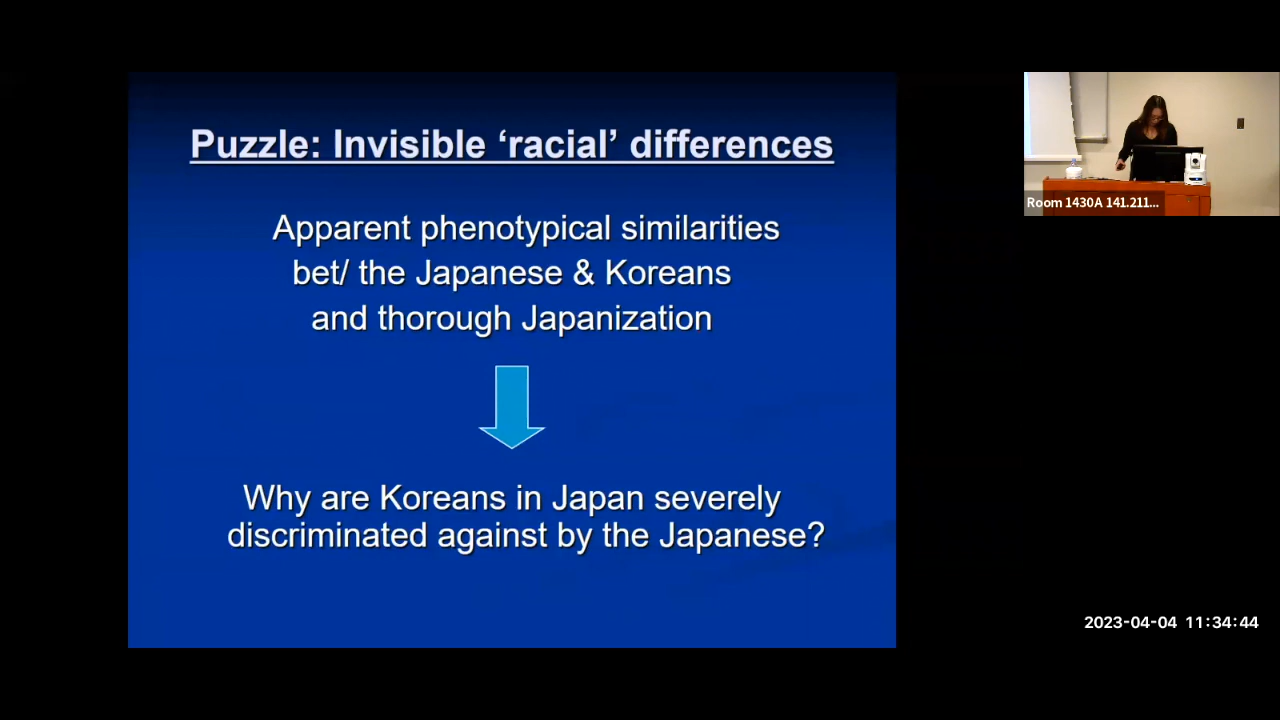 Puzzle: Invisible ‘racial’ differences
Apparent phenotypical similarities
bet/ the Japanese & Koreans
and thorough Japanization
Why are Koreans in Japan severely
discriminated against by the Japanese?
Room 1430A 141.211...
2023-04-04 11:34:44